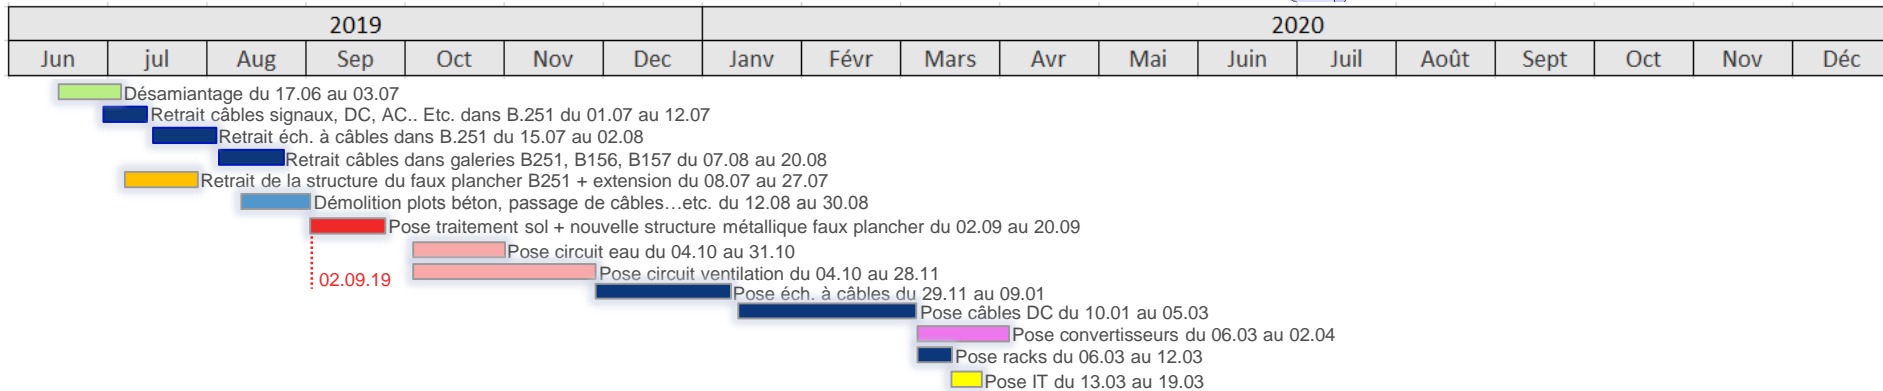 2019 2020
Jun jul Aug Sep Oct Nov Dec Janv Févr Mars Avr Mai Juin Juil Août Sept Oct Nov Déc
Désamiantage du 17.06 au 03.07
Retrait câbles signaux, DC, AC.. Etc. dans B.251 du 01.07 au 12.07
Retrait éch. à câbles dans B.251 du 15.07 au 02.08
Retrait câbles dans galeries B251, B156, B157 du 07.08 au 20.08
Retrait de la structure du faux plancher B251 + extension du 08.07 au 27.07
Démolition plots béton, passage de câbles…etc. du 12.08 au 30.08
Pose traitement sol + nouvelle structure métallique faux plancher du 02.09 au 20.09
Pose circuit eau du 04.10 au 31.10
02.09.19
Pose circuit ventilation du 04.10 au 28.11
Pose éch. à câbles du 29.11 au 09.01
Pose câbles DC du 10.01 au 05.03
Pose convertisseurs du 06.03 au 02.04
Pose racks du 06.03 au 12.03
Pose IT du 13.03 au 19.03